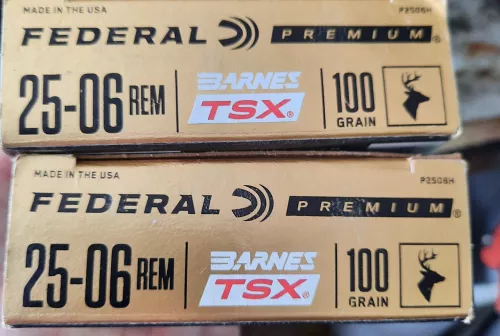 MADE IN THE USA P2506H
FEDERAL PREMIUM®
25-06 REM BARNES TSX® 100 GRAIN
MADE IN THE USA P2506H
FEDERAL PREMIUM®
25-06 REM BARNES TSX® 100 GRAIN